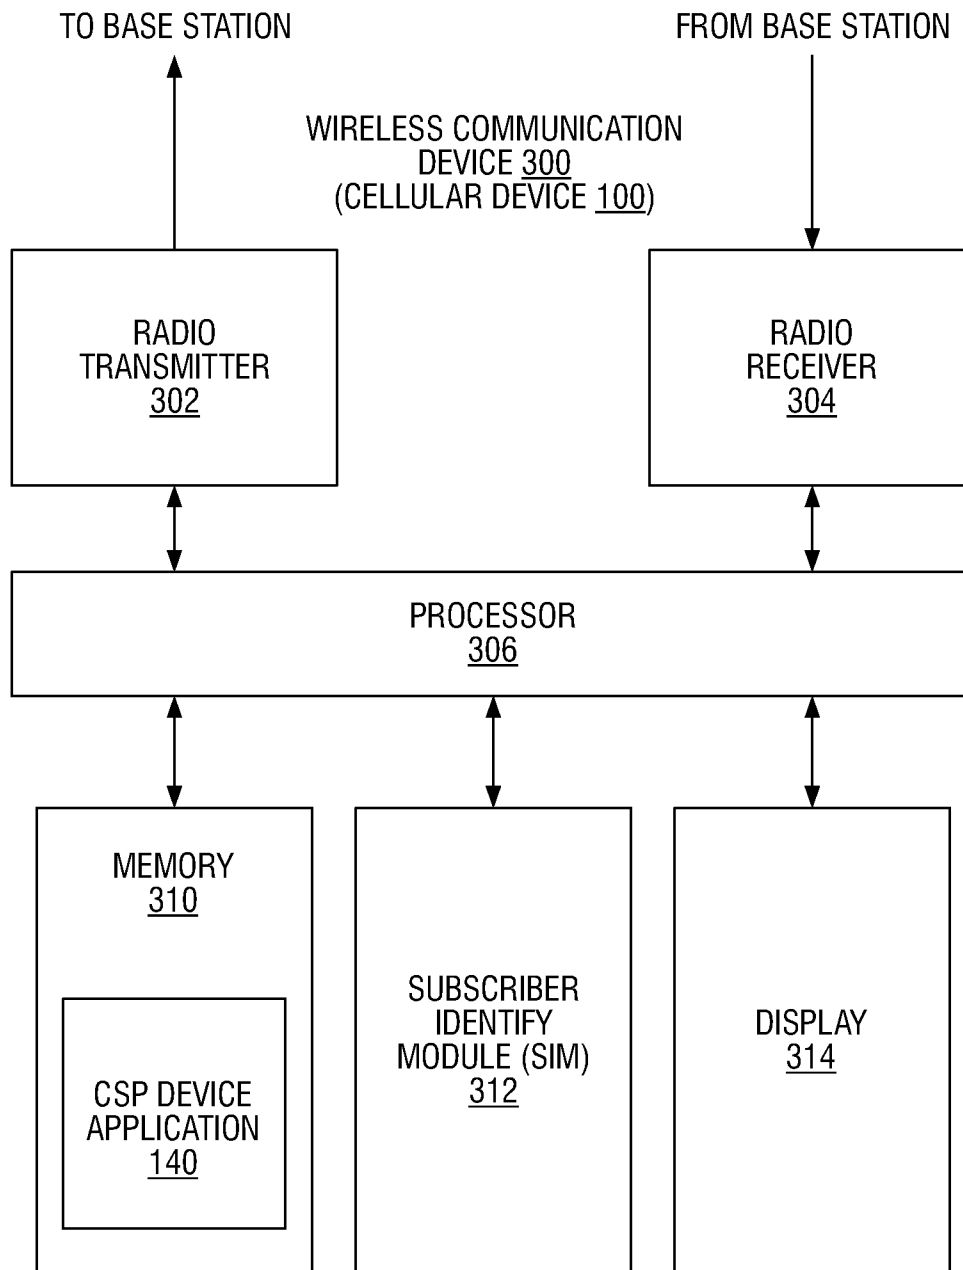 TO BASE STATION
FROM BASE STATION
WIRELESS COMMUNICATION
DEVICE 300
(CELLULAR DEVICE 100)
RADIO
TRANSMITTER
302
RADIO
RECEIVER
304
PROCESSOR
306
MEMORY
310
CSP DEVICE
APPLICATION
140
SUBSCRIBER
IDENTIFY
MODULE (SIM)
312
DISPLAY
314